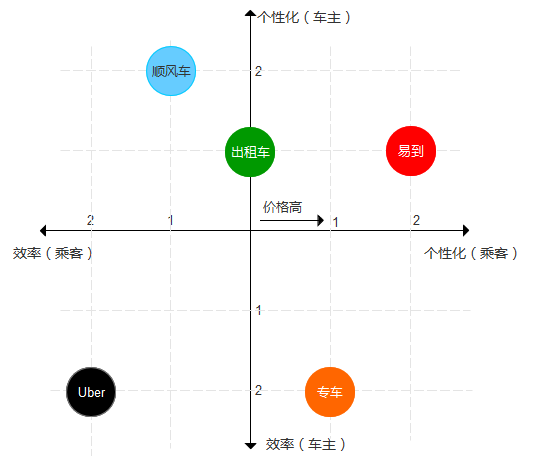 个性化（车主）
顺风车
2
出租车
易到
价格高
2
1
1
2
效率（乘客）
个性化（乘客）
1
Uber
2
专车
效率（车主）